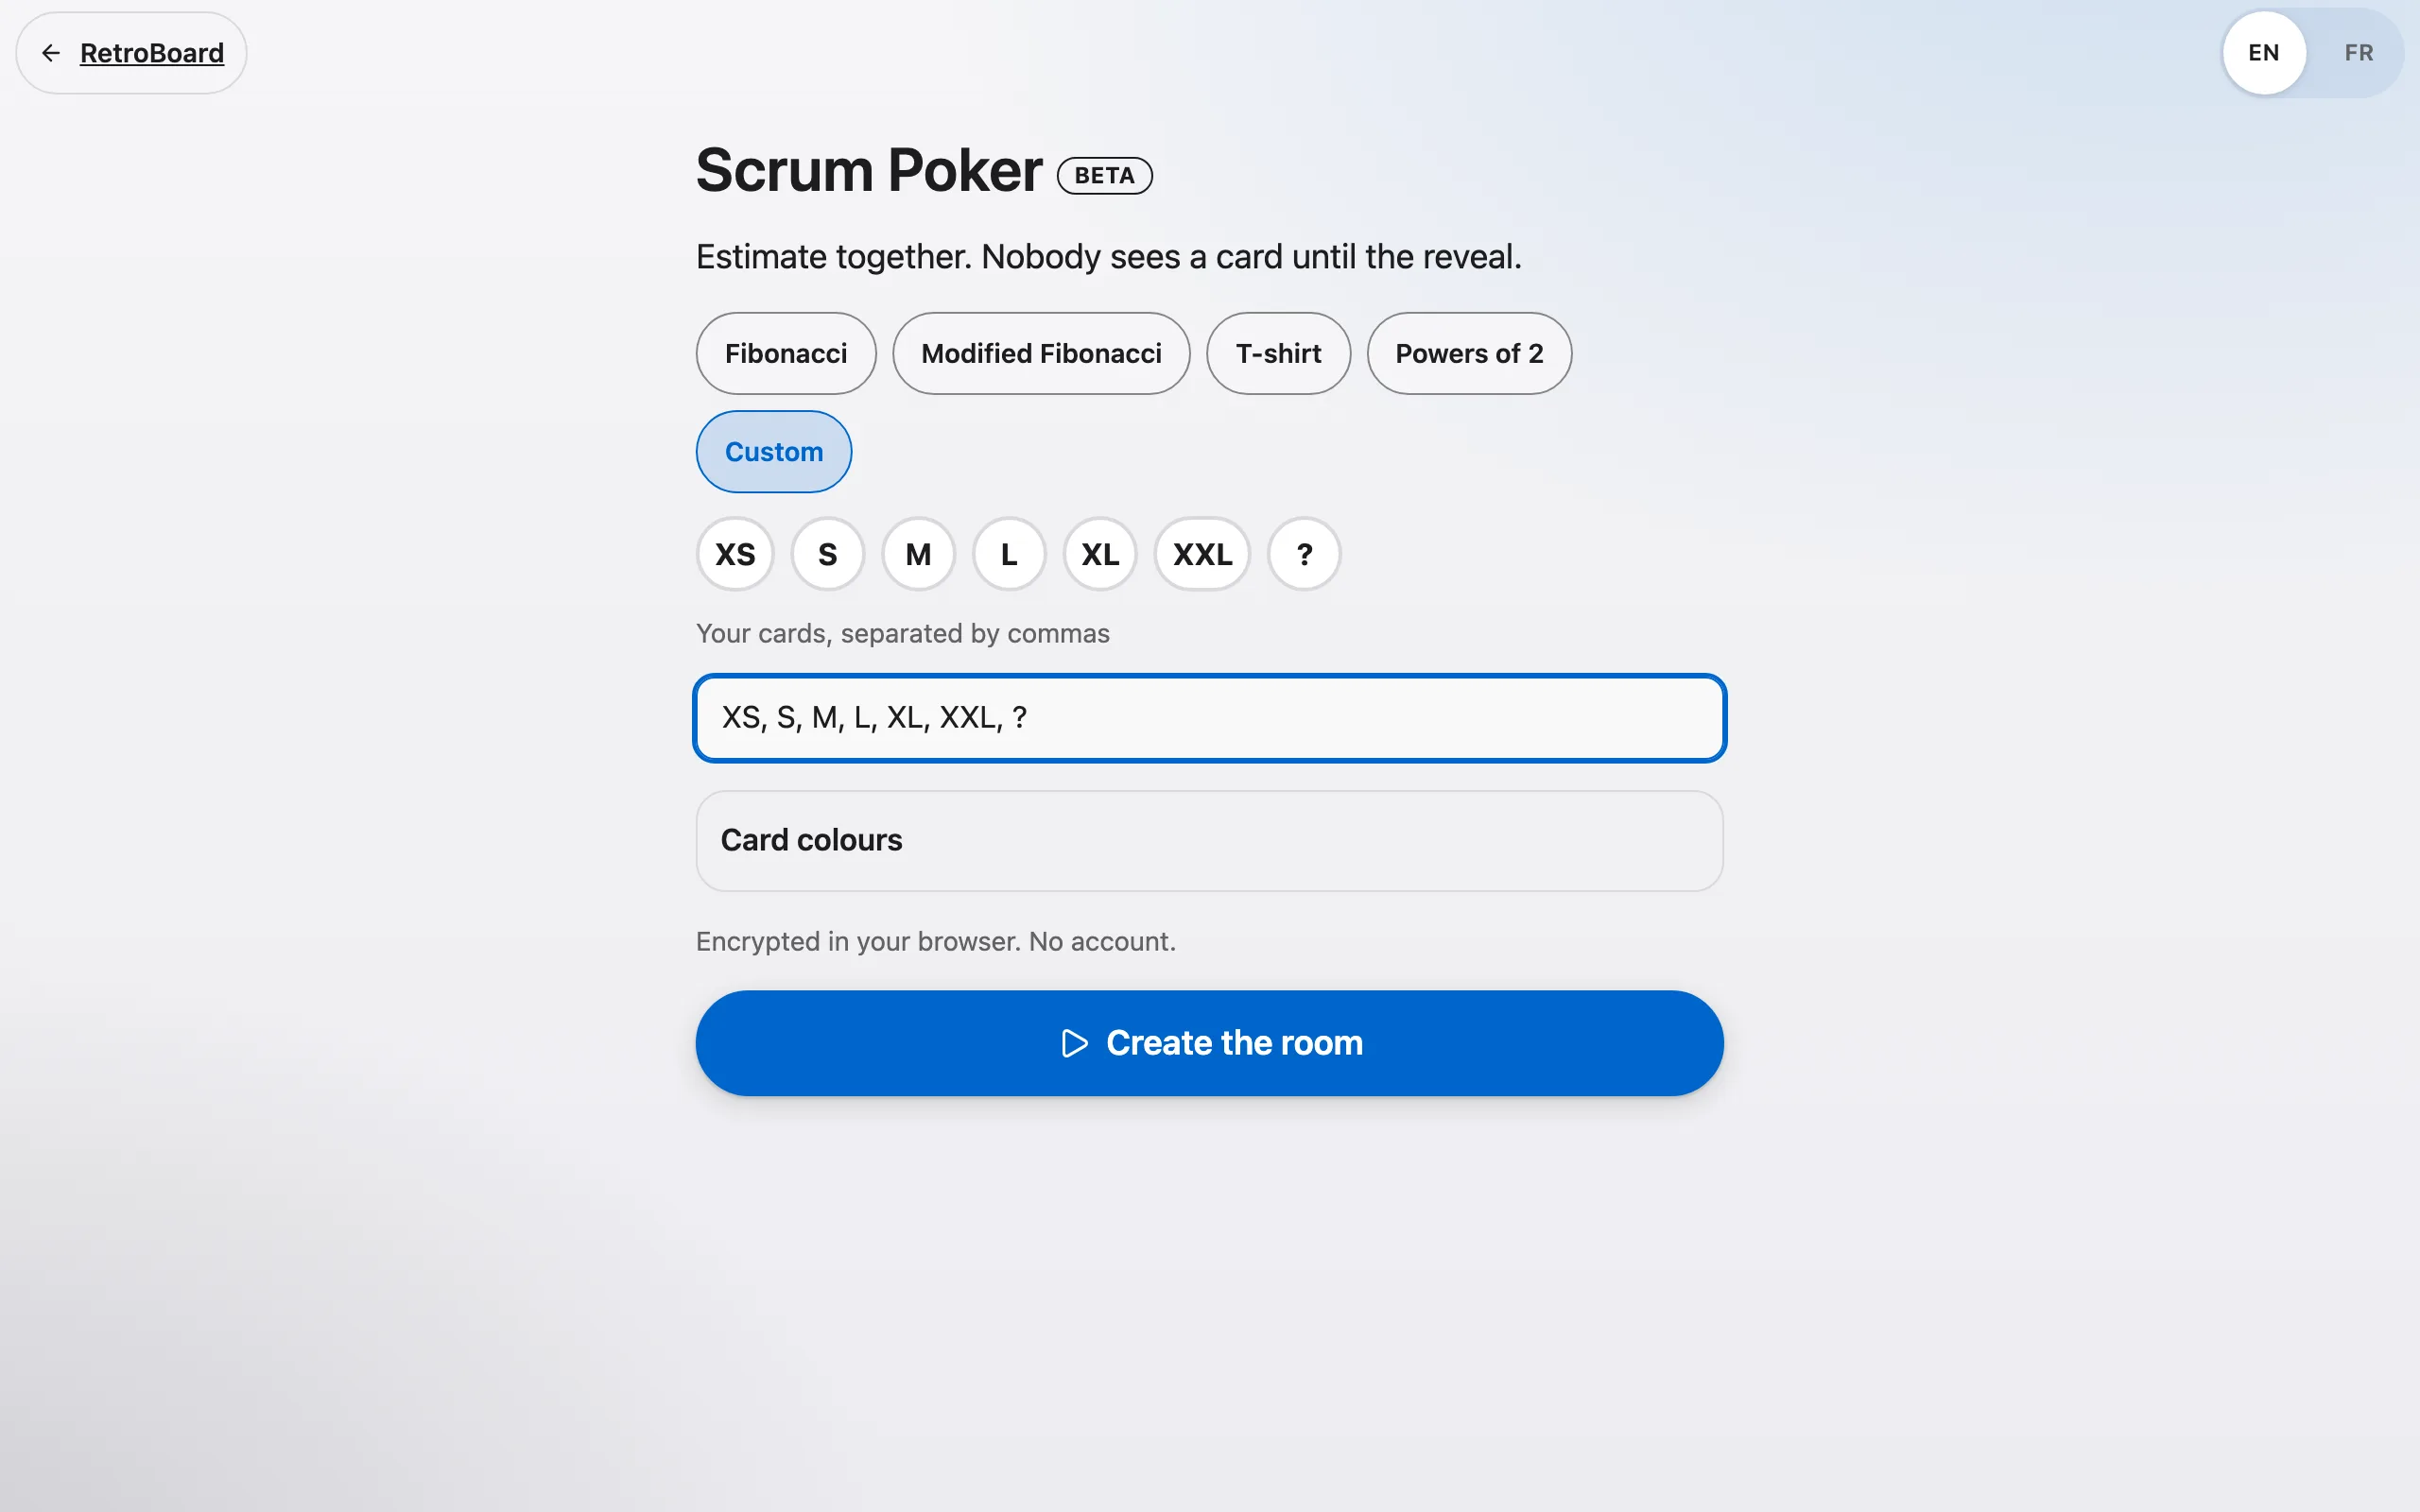 RetroBoard
EN FR
Scrum Poker BETA
Estimate together. Nobody sees a card until the reveal.
Fibonacci Modified Fibonacci T-shirt Powers of 2
Custom
XS S M L XL XXL ?
Your cards, separated by commas
XS, S, M, L, XL, XXL, ?
Card colours
Encrypted in your browser. No account.
Create the room